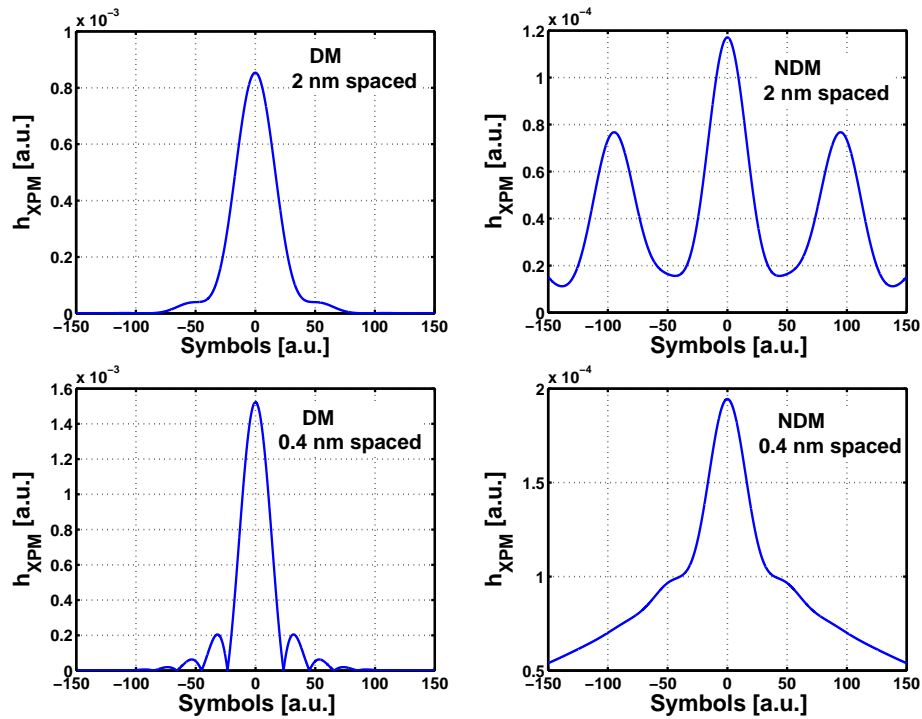 x 10⁻³
1
0.8
0.6
0.4
0.2
0
h_XPM [a.u.]
DM
2 nm spaced
−150 −100 −50 0 50 100 150
Symbols [a.u.]
x 10⁻⁴
1.2
1
0.8
0.6
0.4
0.2
0
h_XPM [a.u.]
NDM
2 nm spaced
−150 −100 −50 0 50 100 150
Symbols [a.u.]
x 10⁻³
1.6
1.4
1.2
1
0.8
0.6
0.4
0.2
0
h_XPM [a.u.]
DM
0.4 nm spaced
−150 −100 −50 0 50 100 150
Symbols [a.u.]
x 10⁻⁴
2
1.5
1
0.5
h_XPM [a.u.]
NDM
0.4 nm spaced
−150 −100 −50 0 50 100 150
Symbols [a.u.]